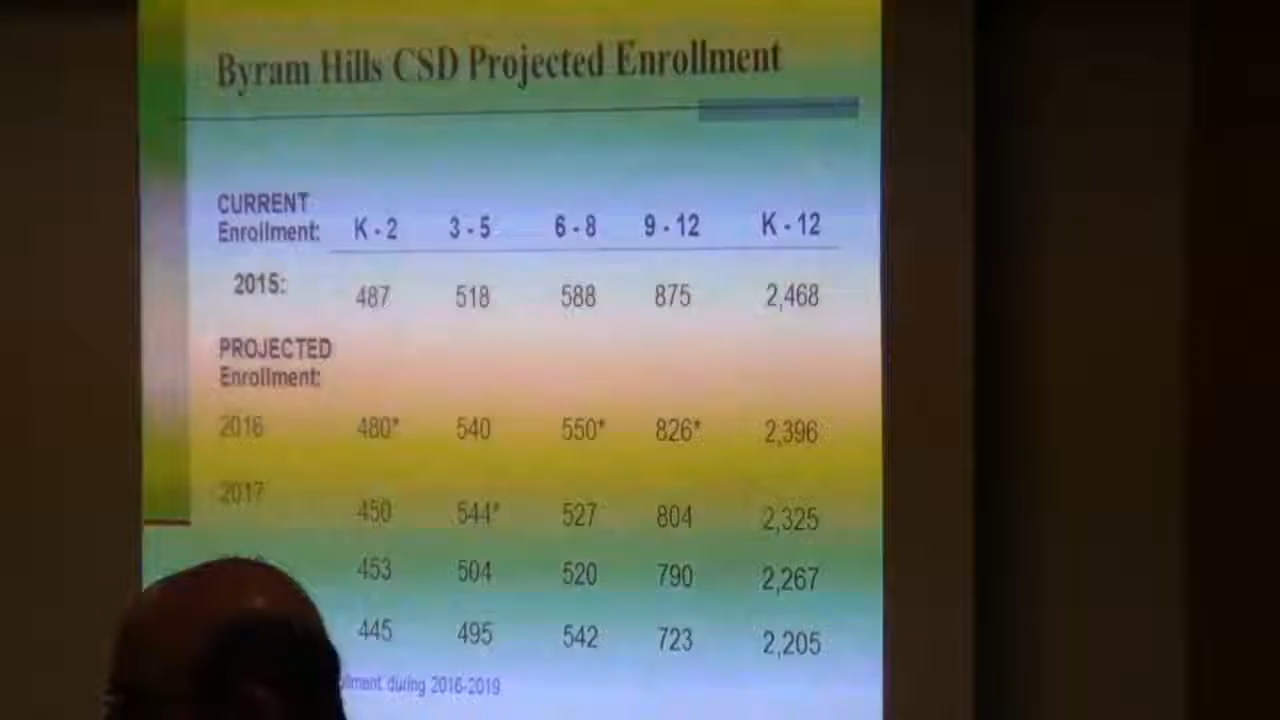 Byram Hills CSD Projected Enrollment
CURRENT
Enrollment: K - 2 3 - 5 6 - 8 9 - 12 K - 12
2015: 487 518 588 875 2,468
PROJECTED
Enrollment:
2016 480* 540 550* 826* 2,396
2017 450 544* 527 804 2,325
453 504 520 790 2,267
445 495 542 723 2,205
during 2016-2019